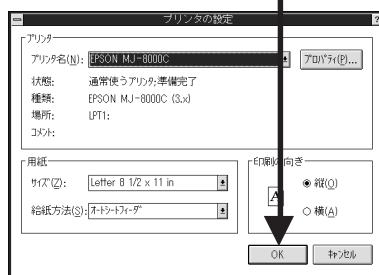 プリンタの設定 ?
プリンタ
プリンタ名(N): EPSON MJ-8000C プロパティ(P)...
状態: 通常使うプリンタ;準備完了
種類: EPSON MJ-8000C (3.x)
場所: LPT1:
コメント:
用紙
サイズ(Z): Letter 8 1/2 x 11 in
給紙方法(S): オートシートフィーダ
印刷の向き
A
縦(O)
横(A)
OK キャンセル